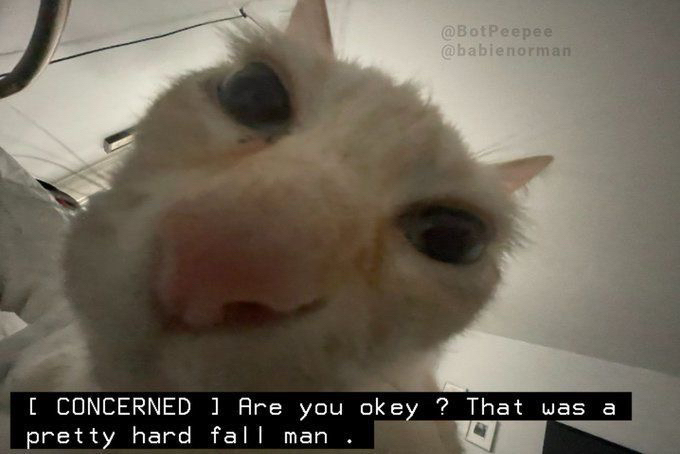 @BotPeepee
@babienorman
[ CONCERNED ] Are you okey ? That was a
pretty hard fall man .